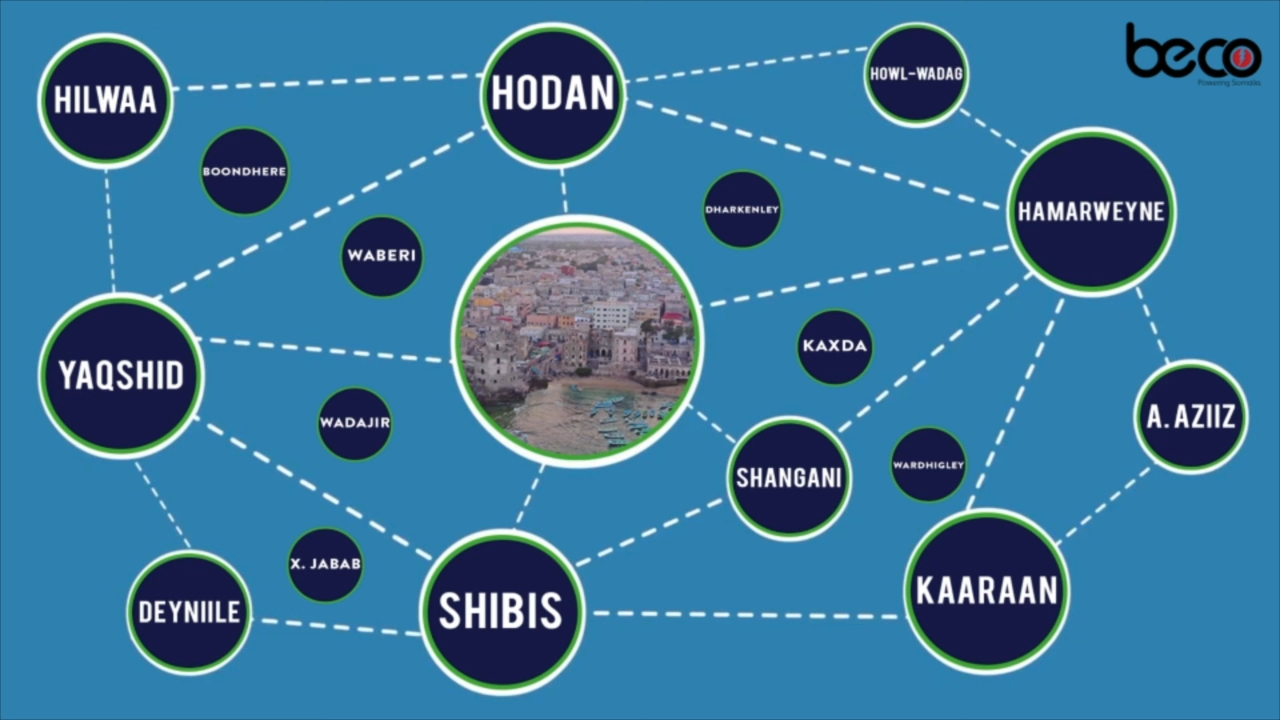 beco
Powering Somalia
HILWAA
HODAN
HOWL-WADAG
BOONDHERE
DHARKENLEY
HAMARWEYNE
WABERI
KAXDA
YAQSHID
WADAJIR
A. AZIIZ
SHANGANI
WARDHIGLEY
X. JABAB
KAARAAN
DEYNIILE
SHIBIS